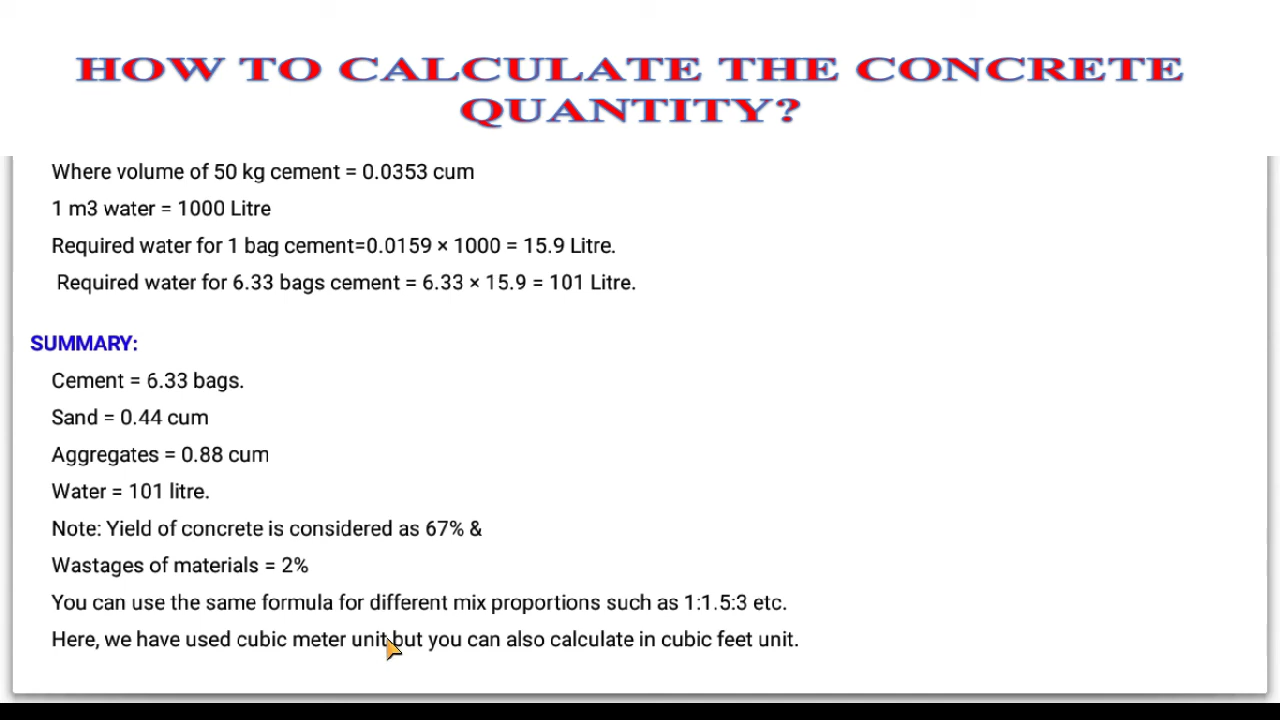 HOW TO CALCULATE THE CONCRETE
QUANTITY?
Where volume of 50 kg cement = 0.0353 cum
1 m3 water = 1000 Litre
Required water for 1 bag cement=0.0159 × 1000 = 15.9 Litre.
Required water for 6.33 bags cement = 6.33 × 15.9 = 101 Litre.
SUMMARY:
Cement = 6.33 bags.
Sand = 0.44 cum
Aggregates = 0.88 cum
Water = 101 litre.
Note: Yield of concrete is considered as 67% &
Wastages of materials = 2%
You can use the same formula for different mix proportions such as 1:1.5:3 etc.
Here, we have used cubic meter unit but you can also calculate in cubic feet unit.